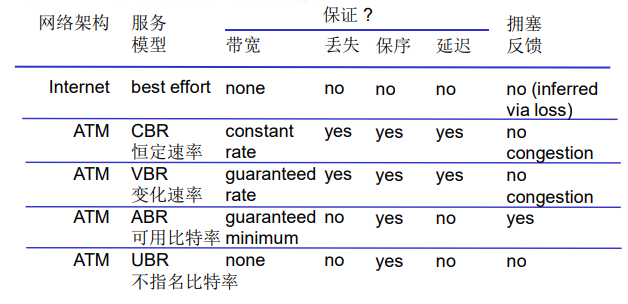 网络架构 服务模型 保证 ? 拥塞反馈
带宽 丢失 保序 延迟
Internet best effort none no no no no (inferred via loss)
ATM CBR constant yes yes yes no
恒定速率 rate congestion
ATM VBR guaranteed yes yes yes no
变化速率 rate congestion
ATM ABR guaranteed no yes no yes
可用比特率 minimum
ATM UBR none no yes no no
不指名比特率